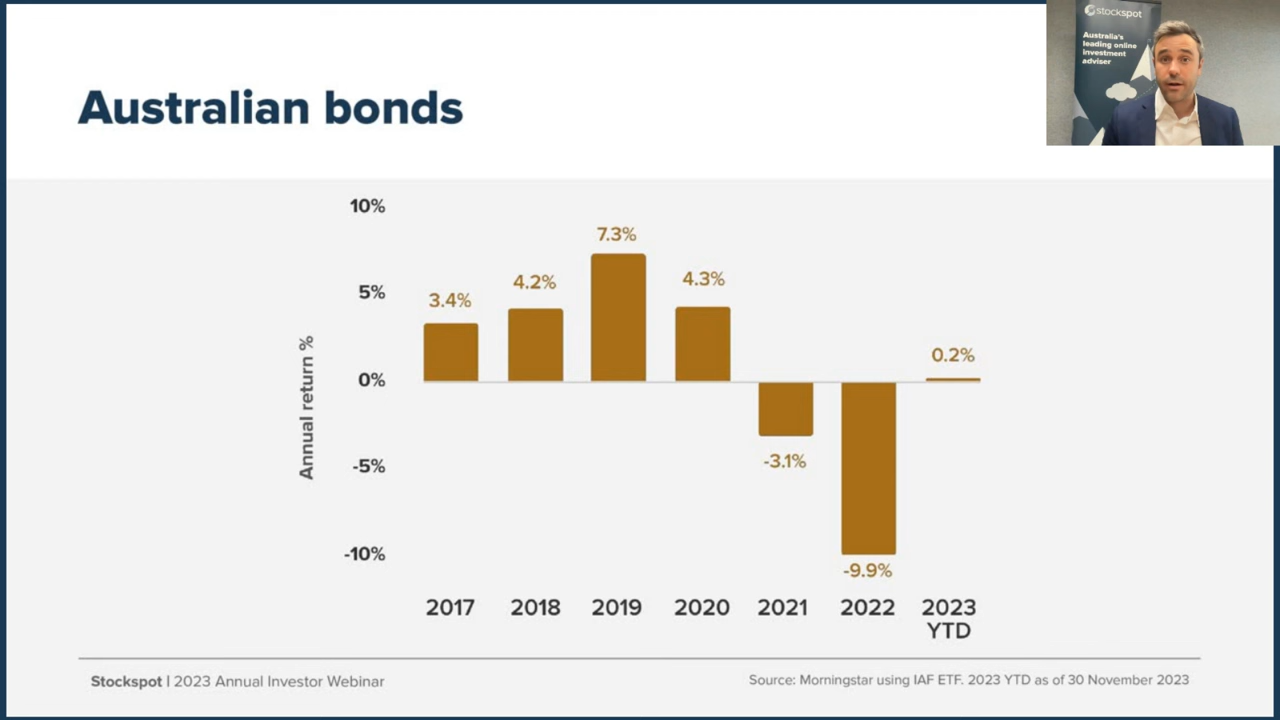 stockspot
Australia's
leading online
investment
adviser
Australian bonds
10%
5%
0%
-5%
-10%
Annual return %
3.4%
4.2%
7.3%
4.3%
-3.1%
-9.9%
0.2%
2017 2018 2019 2020 2021 2022 2023
YTD
Stockspot | 2023 Annual Investor Webinar
Source: Morningstar using IAF ETF. 2023 YTD as of 30 November 2023